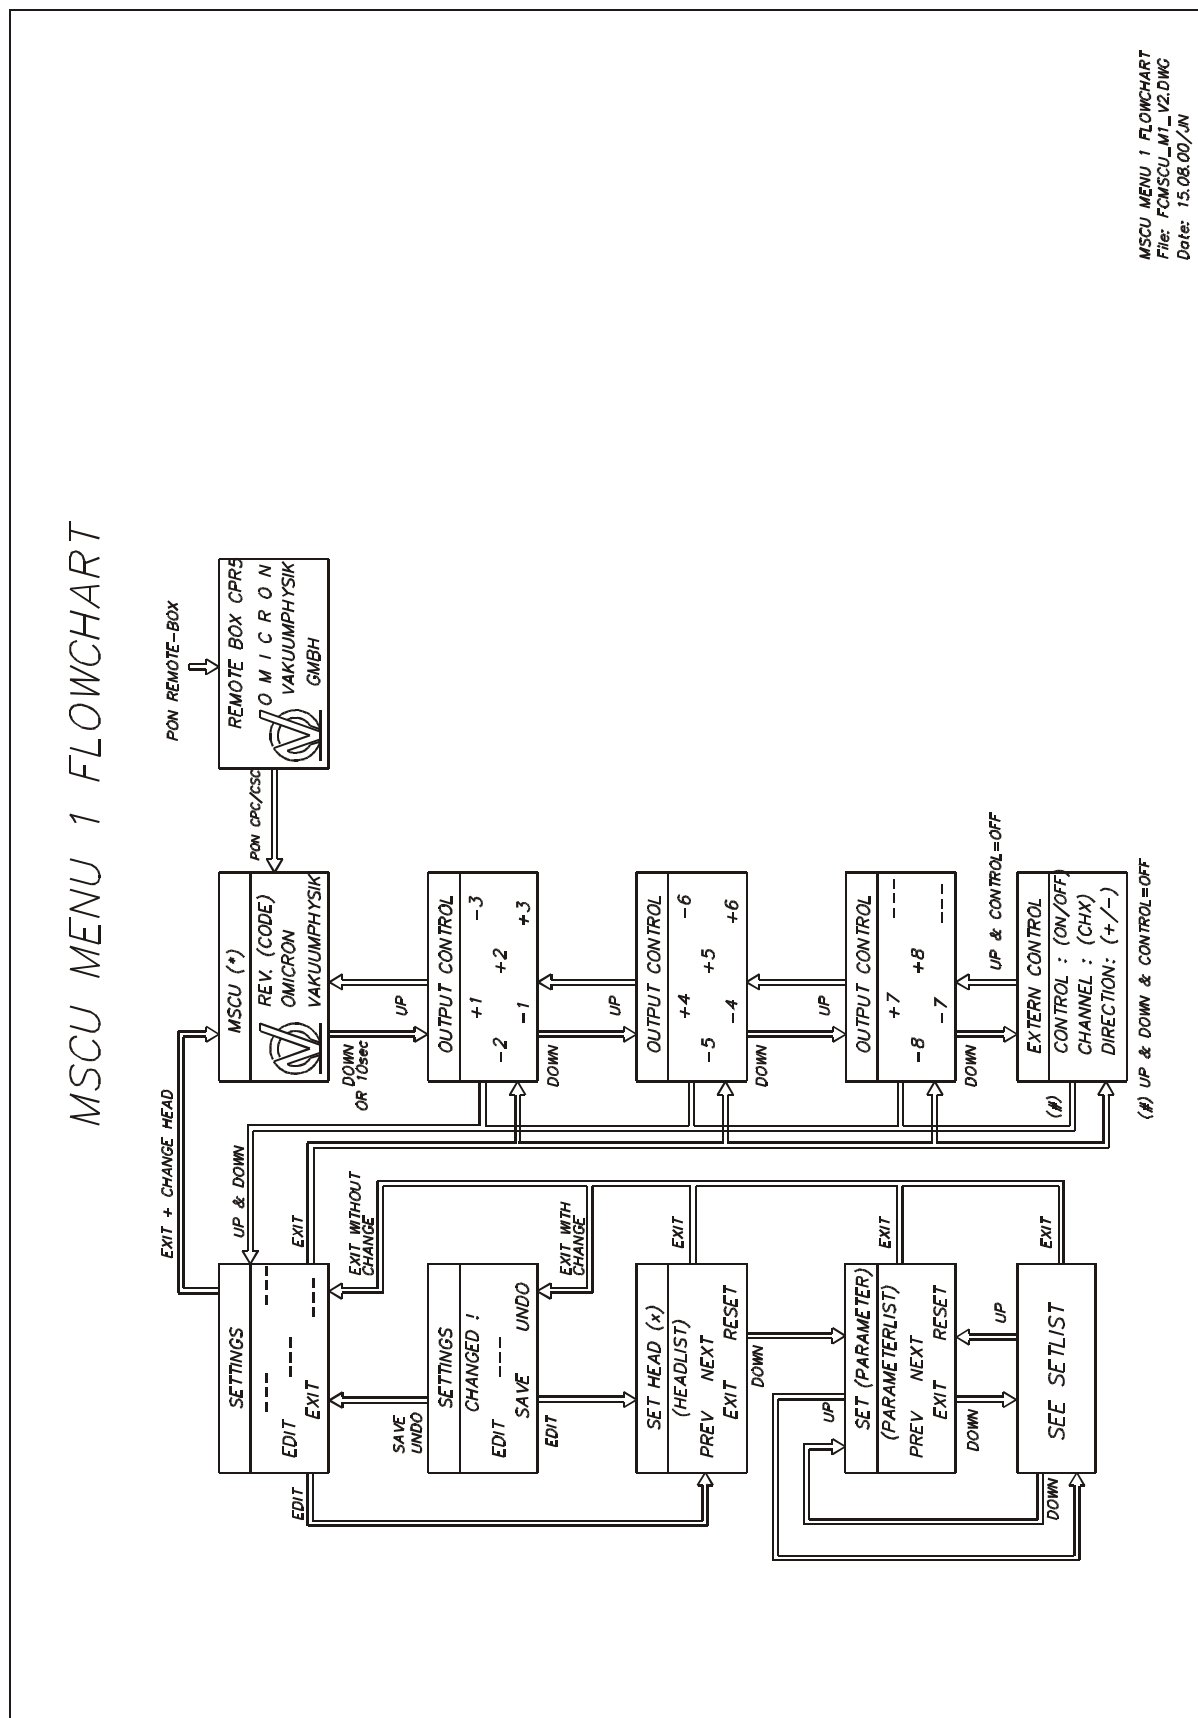 MSCU MENU 1 FLOWCHART
PON REMOTE-BOX
REMOTE BOX CPR5
O M I C R O N
VAKUUMPHYSIK
GMBH
PON CPC/CSC
EXIT + CHANGE HEAD
MSCU (*)
REV. (CODE)
OMICRON
VAKUUMPHYSIK
DOWN
OR 10sec
UP
OUTPUT CONTROL
+1 -3
-2 +2
-1 +3
DOWN
UP
OUTPUT CONTROL
+4 -6
-5 +5
-4 +6
DOWN
UP
OUTPUT CONTROL
+7 ---
-8 +8
-7 ---
DOWN
UP & CONTROL=OFF
EXTERN CONTROL
CONTROL : (ON/OFF)
CHANNEL : (CHX)
DIRECTION: (+/-)
(#)
(#) UP & DOWN & CONTROL=OFF
UP & DOWN
EXIT
SETTINGS
--- ---
EDIT ---
EXIT ---
EXIT WITHOUT
CHANGE
EDIT
SAVE
UNDO
SETTINGS
CHANGED !
EDIT ---
SAVE UNDO
EXIT WITH
CHANGE
EDIT
SET HEAD (x)
(HEADLIST)
PREV NEXT
EXIT RESET
EXIT
DOWN
UP
SET (PARAMETER)
(PARAMETERLIST)
PREV NEXT
EXIT RESET
EXIT
DOWN
UP
SEE SETLIST
EXIT
DOWN
MSCU MENU 1 FLOWCHART
File: FCMSCU_M1_V2.DWG
Date: 15.08.00/JN